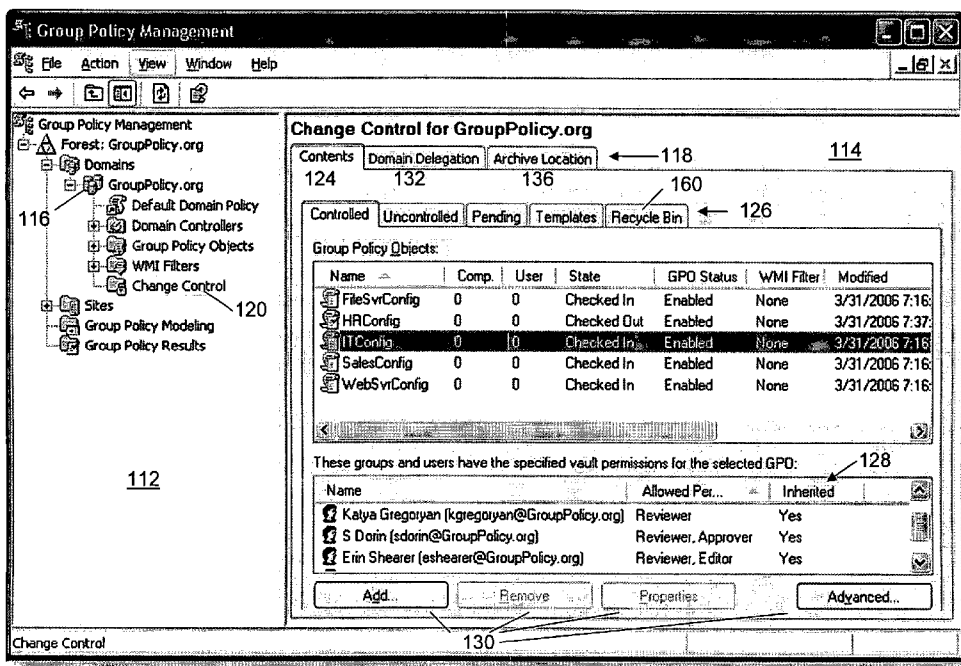 Group Policy Management
File Action View Window Help
Group Policy Management
Forest: GroupPolicy.org
Domains
GroupPolicy.org
Default Domain Policy
Domain Controllers
Group Policy Objects
WMI Filters
Change Control
Sites
Group Policy Modeling
Group Policy Results
116
120
112
Change Control for GroupPolicy.org
Contents Domain Delegation Archive Location 118 114
124 132 136 160
Controlled Uncontrolled Pending Templates Recycle Bin 126
Group Policy Objects:
Name Comp. User State GPO Status WMI Filter Modified
FileSvrConfig 0 0 Checked In Enabled None 3/31/2006 7:16:
HRConfig 0 0 Checked Out Enabled None 3/31/2006 7:37:
ITConfig 0 0 Checked In Enabled None 3/31/2006 7:16:
SalesConfig 0 0 Checked In Enabled None 3/31/2006 7:16:
WebSvrConfig 0 0 Checked In Enabled None 3/31/2006 7:16:
These groups and users have the specified vault permissions for the selected GPO: 128
Name Allowed Per... Inherited
Katya Gregoryan (kgregoryan@GroupPolicy.org) Reviewer Yes
S Dorin (sdorin@GroupPolicy.org) Reviewer, Approver Yes
Erin Shearer (eshearer@GroupPolicy.org) Reviewer, Editor Yes
Add... Remove Properties Advanced...
130
Change Control